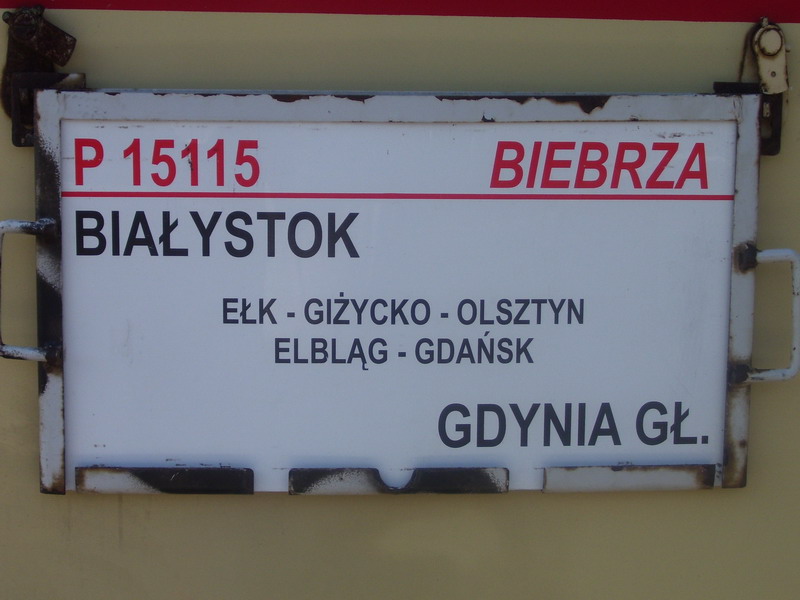 P 15115 BIEBRZA
BIAŁYSTOK
EŁK - GIŻYCKO - OLSZTYN
ELBLĄG - GDAŃSK
GDYNIA GŁ.